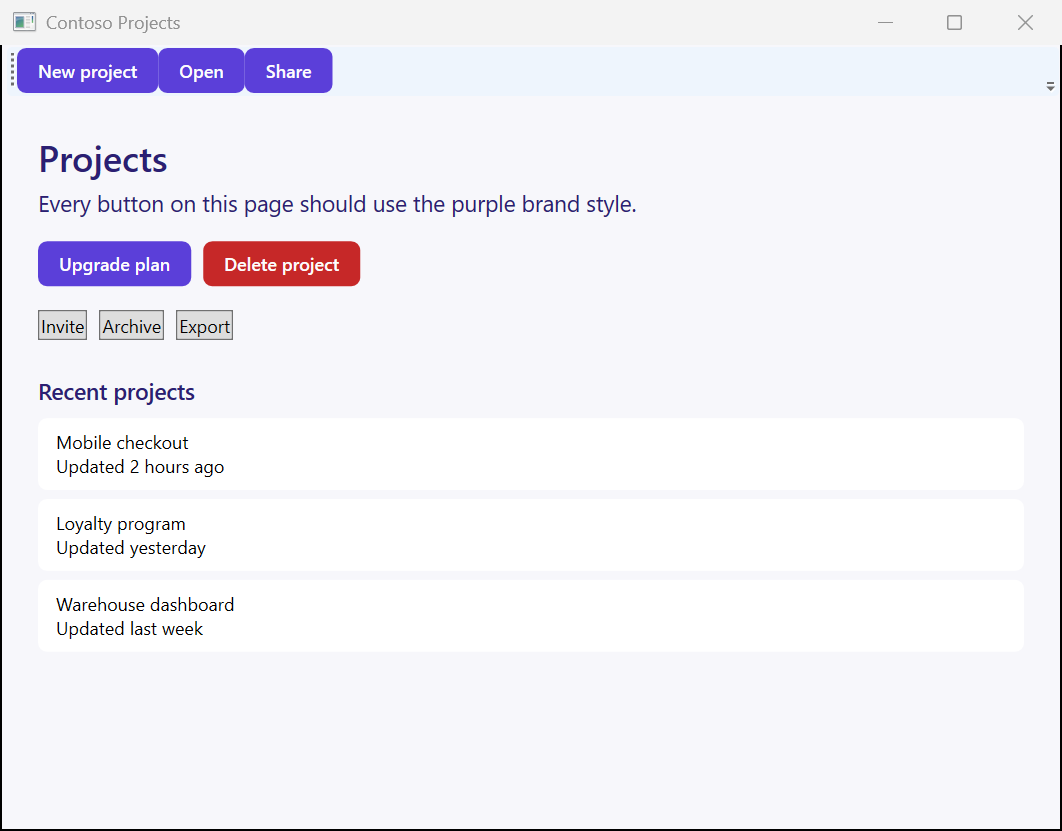 Contoso Projects
New project Open Share
Projects
Every button on this page should use the purple brand style.
Upgrade plan Delete project
Invite Archive Export
Recent projects
Mobile checkout
Updated 2 hours ago
Loyalty program
Updated yesterday
Warehouse dashboard
Updated last week